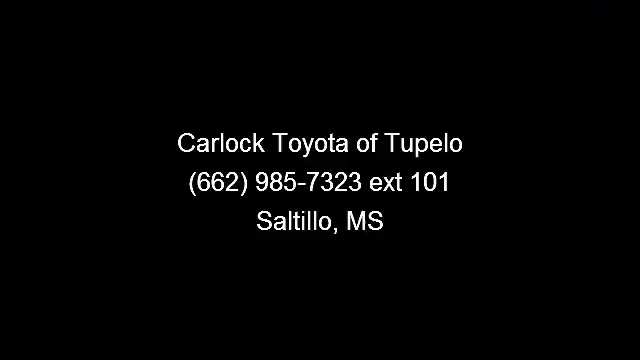 Carlock Toyota of Tupelo
(662) 985-7323 ext 101
Saltillo, MS